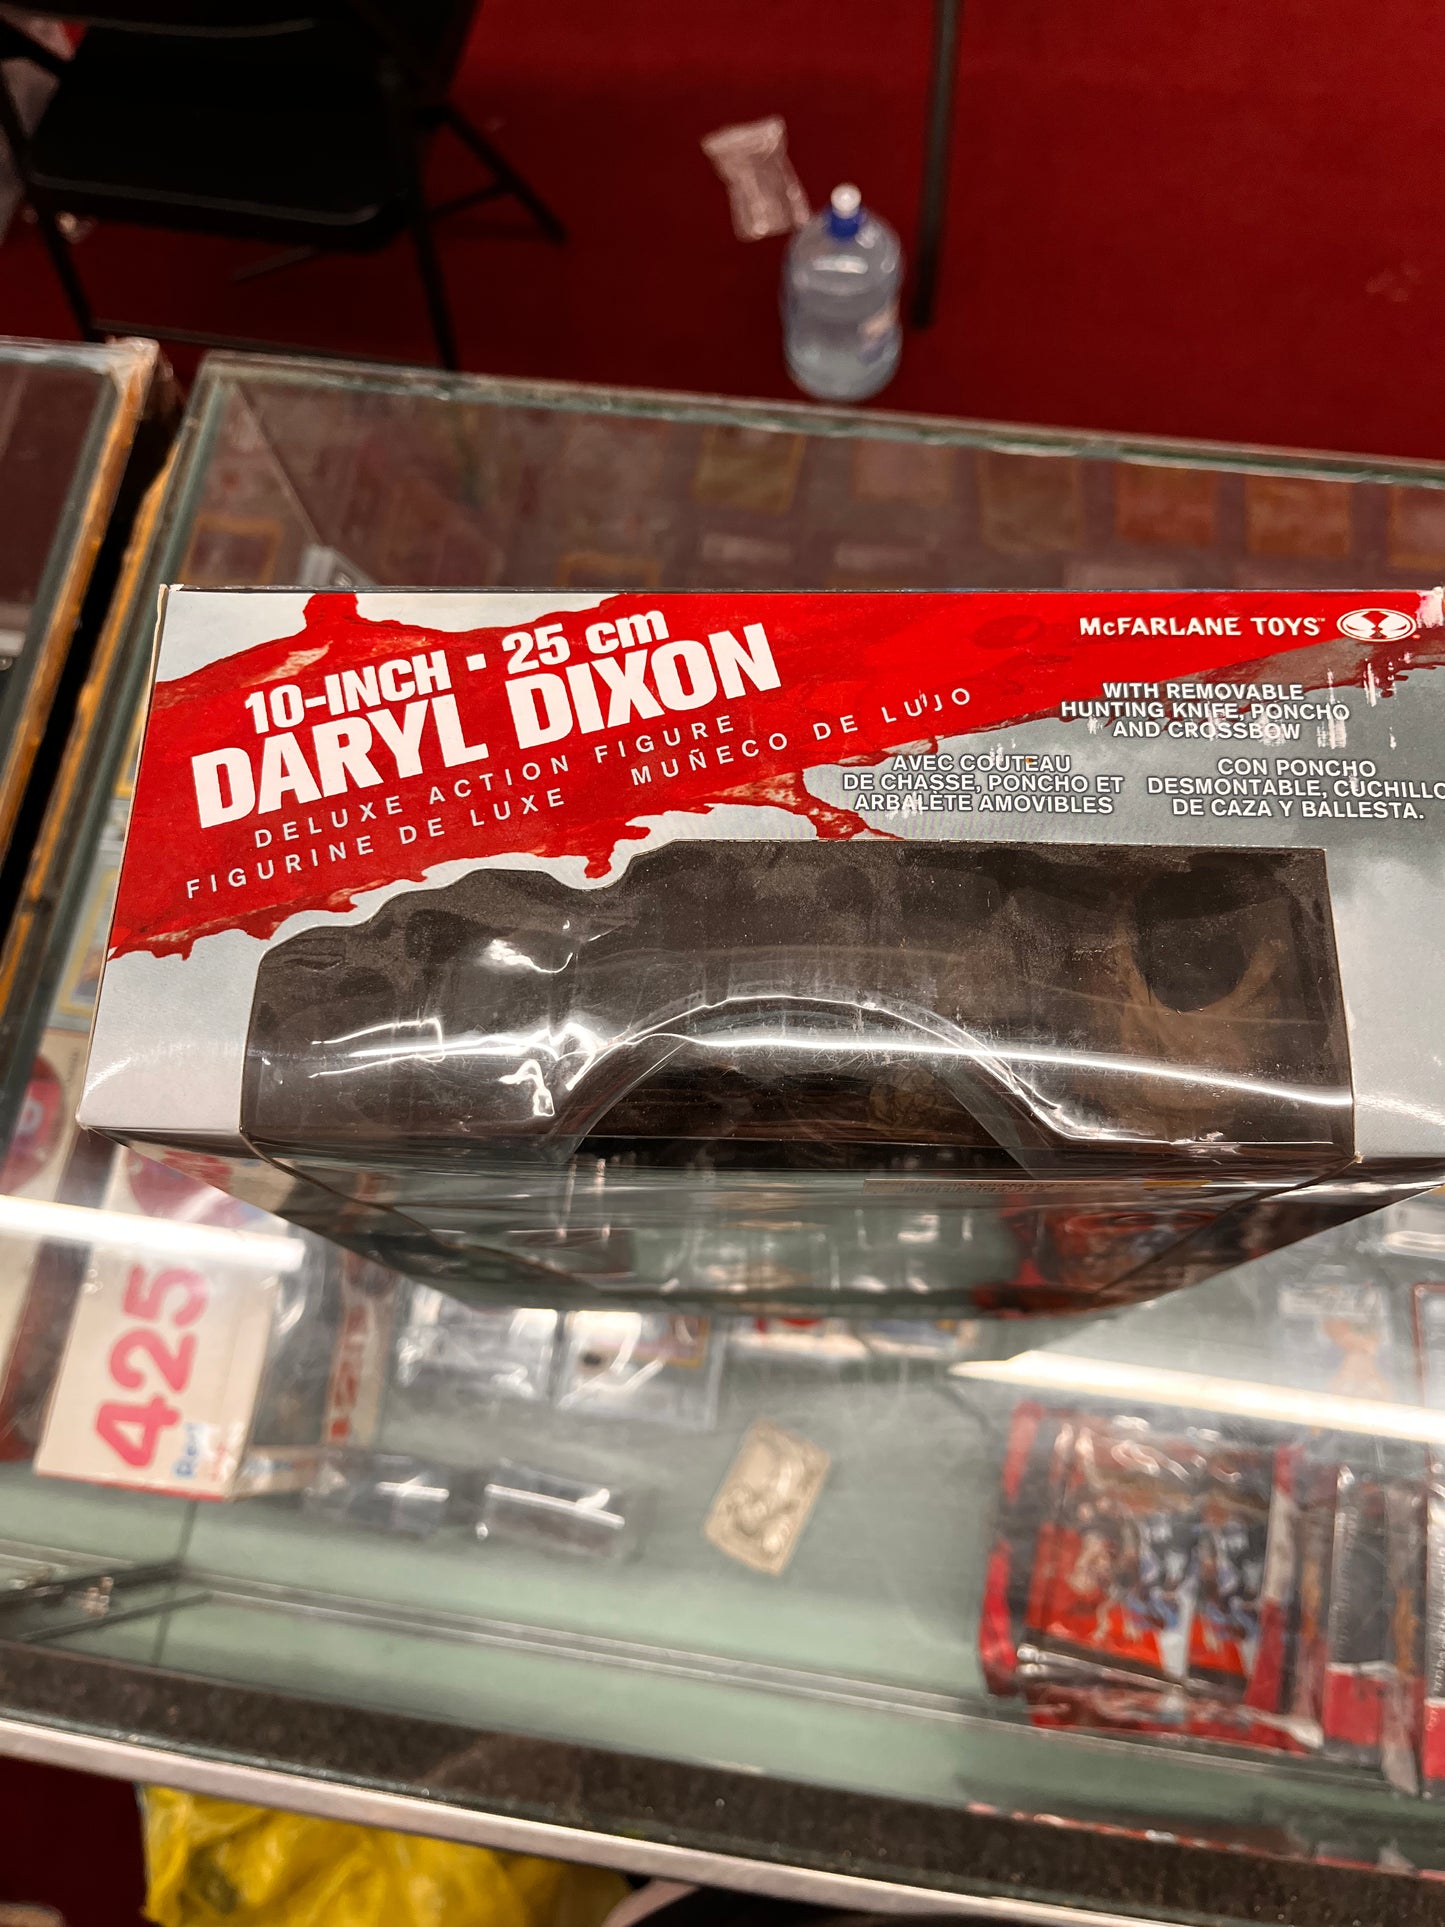 10-INCH ▪ 25 cm
DARYL DIXON
DELUXE ACTION FIGURE
FIGURINE DE LUXE
MUÑECO DE LUJO
McFARLANE TOYS™
WITH REMOVABLE
HUNTING KNIFE, PONCHO
AND CROSSBOW
AVEC COUTEAU
DE CHASSE, PONCHO ET
ARBALÈTE AMOVIBLES
CON PONCHO
DESMONTABLE, CUCHILLO
DE CAZA Y BALLESTA.
425